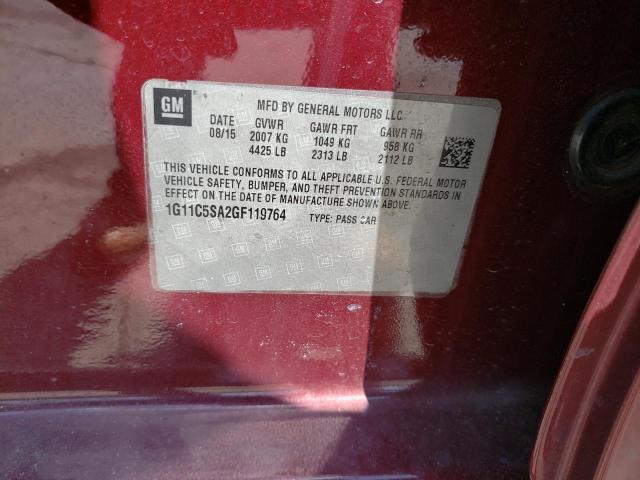 GM
MFD BY GENERAL MOTORS LLC
DATE GVWR GAWR FRT GAWR RR
08/15 2007 KG 1049 KG 958 KG
4425 LB 2313 LB 2112 LB
THIS VEHICLE CONFORMS TO ALL APPLICABLE U.S. FEDERAL MOTOR
VEHICLE SAFETY, BUMPER, AND THEFT PREVENTION STANDARDS IN
EFFECT ON THE DATE OF MANUFACTURE SHOWN ABOVE.
1G11C5SA2GF119764 TYPE: PASS CAR